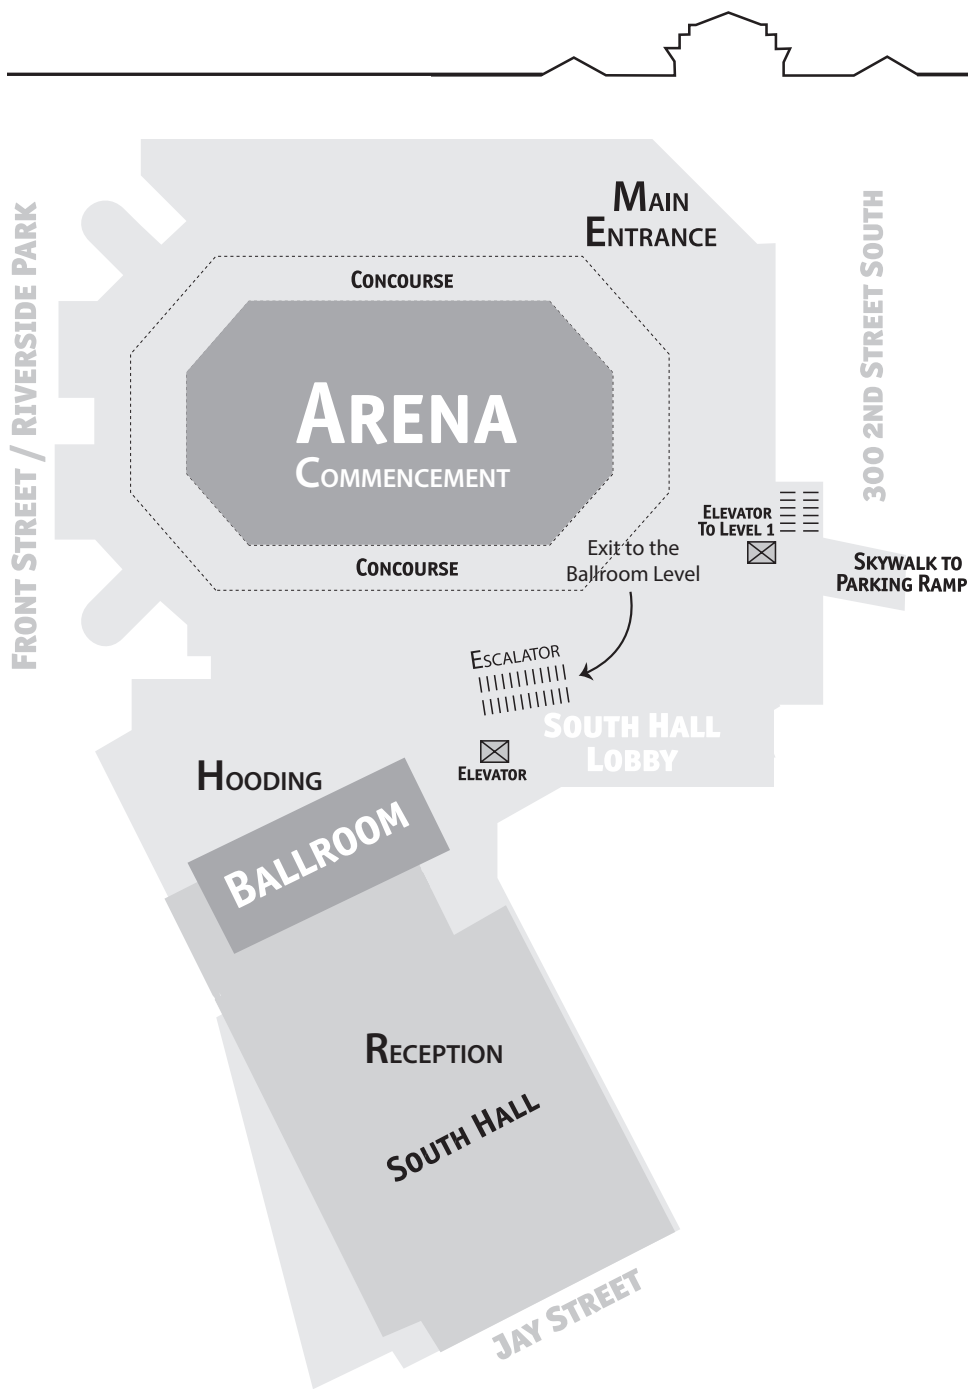 MAIN
ENTRANCE
FRONT STREET / RIVERSIDE PARK
300 2ND STREET SOUTH
CONCOURSE
ARENA
COMMENCEMENT
ELEVATOR
TO LEVEL 1
Exit to the
Ballroom Level
CONCOURSE
SKYWALK TO
PARKING RAMP
ESCALATOR
SOUTH HALL
LOBBY
ELEVATOR
HOODING
BALLROOM
RECEPTION
SOUTH HALL
JAY STREET